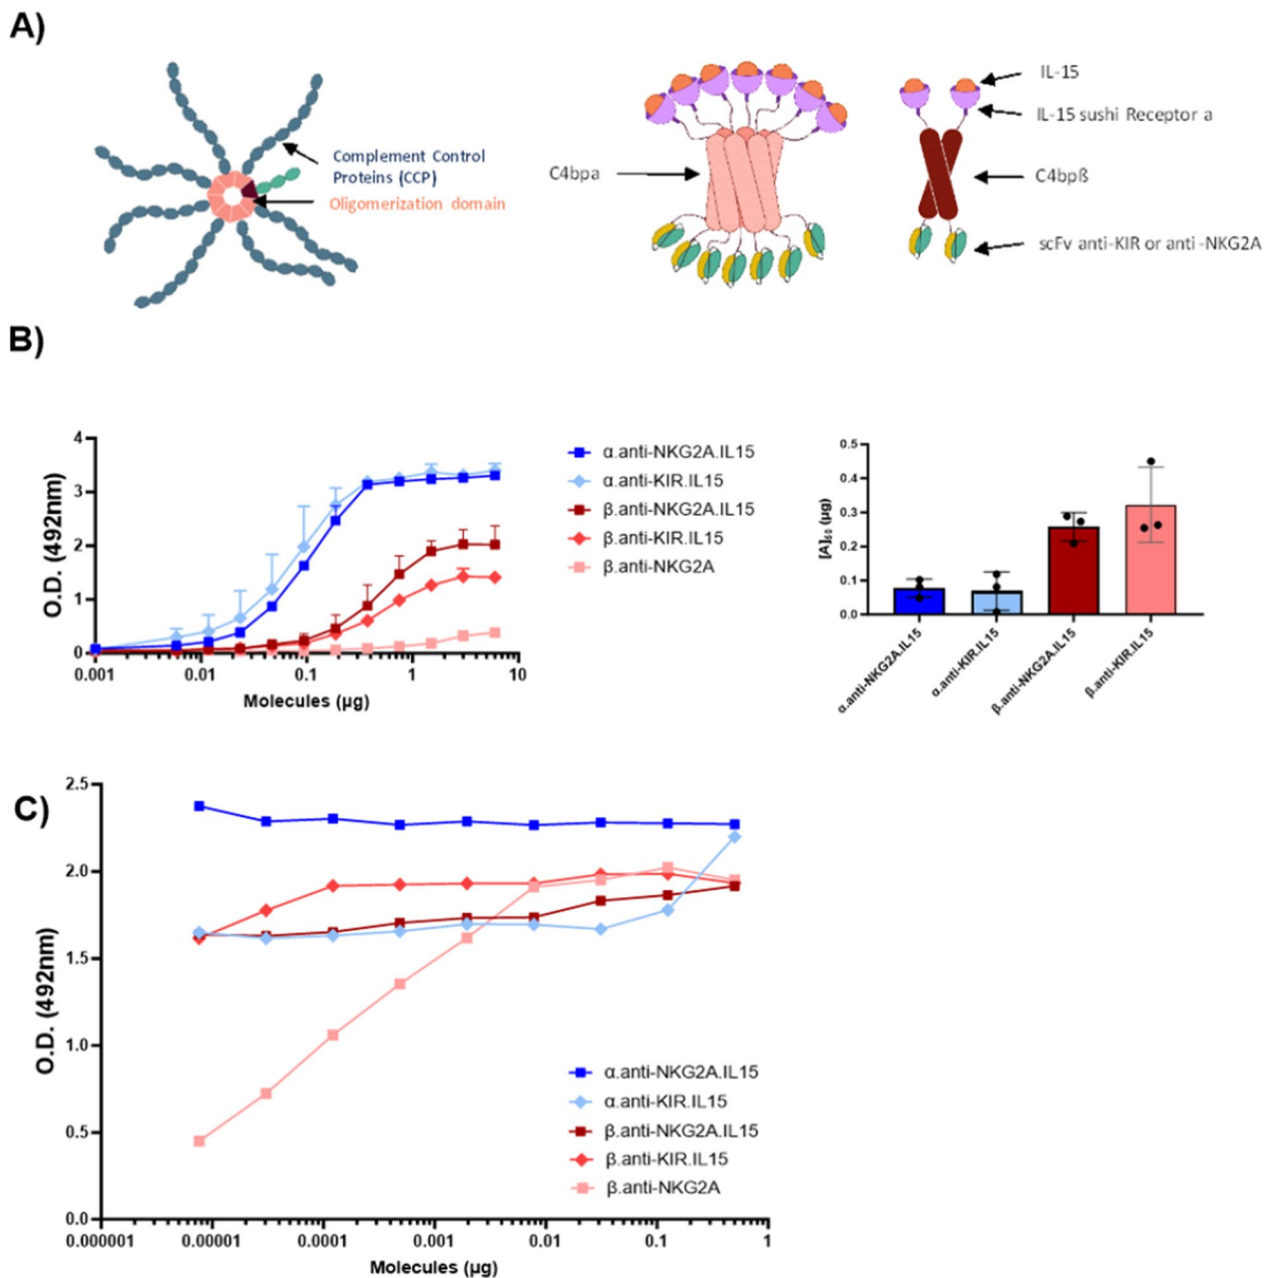 A)
Complement Control
Proteins (CCP)
Oligomerization domain
C4bpa
IL-15
IL-15 sushi Receptor a
C4bpß
scFv anti-KIR or anti-NKG2A
B)
O.D. (492nm)
4
3
2
1
0
0.001
0.01
0.1
1
10
Molecules (µg)
α.anti-NKG2A.IL15
α.anti-KIR.IL15
β.anti-NKG2A.IL15
β.anti-KIR.IL15
β.anti-NKG2A
0.5
0.4
0.3
0.2
0.1
0.0
α.anti-NKG2A.IL15
α.anti-KIR.IL15
β.anti-NKG2A.IL15
β.anti-KIR.IL15
C)
O.D. (492nm)
2.5
2.0
1.5
1.0
0.5
0.0
0.000001
0.00001
0.0001
0.001
0.01
0.1
1
Molecules (µg)
α.anti-NKG2A.IL15
α.anti-KIR.IL15
β.anti-NKG2A.IL15
β.anti-KIR.IL15
β.anti-NKG2A